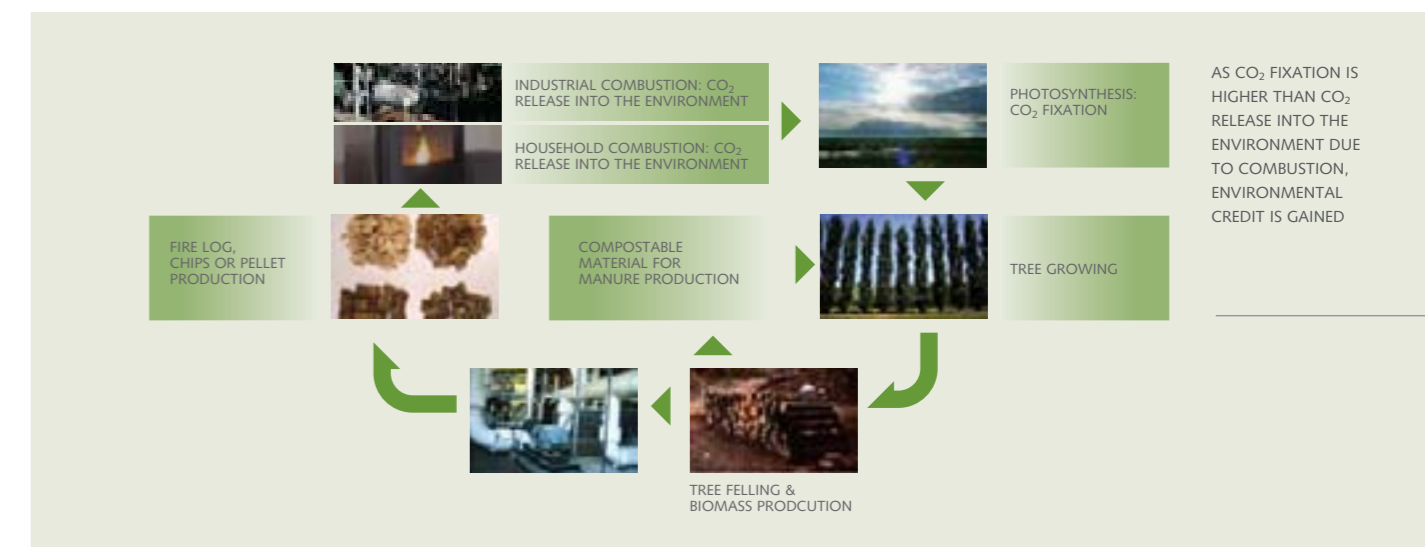 INDUSTRIAL COMBUSTION: CO₂
RELEASE INTO THE ENVIRONMENT
HOUSEHOLD COMBUSTION: CO₂
RELEASE INTO THE ENVIRONMENT
PHOTOSYNTHESIS:
CO₂ FIXATION
AS CO₂ FIXATION IS
HIGHER THAN CO₂
RELEASE INTO THE
ENVIRONMENT DUE
TO COMBUSTION,
ENVIRONMENTAL
CREDIT IS GAINED
FIRE LOG,
CHIPS OR PELLET
PRODUCTION
COMPOSTABLE
MATERIAL FOR
MANURE PRODUCTION
TREE GROWING
TREE FELLING &
BIOMASS PRODCUTION